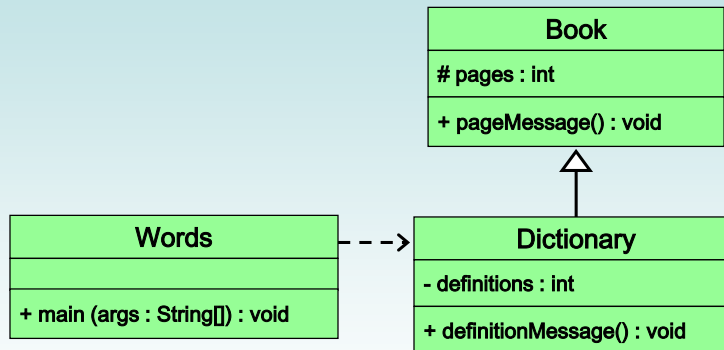 Book
# pages : int
+ pageMessage() : void
Words
+ main (args : String[]) : void
Dictionary
- definitions : int
+ definitionMessage() : void